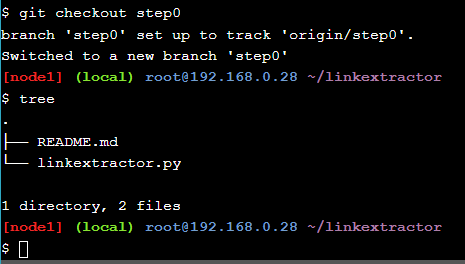 $ git checkout step0
branch 'step0' set up to track 'origin/step0'.
Switched to a new branch 'step0'
[node1] (local) root@192.168.0.28 ~/linkextractor
$ tree
.
├── README.md
└── linkextractor.py

1 directory, 2 files
[node1] (local) root@192.168.0.28 ~/linkextractor
$